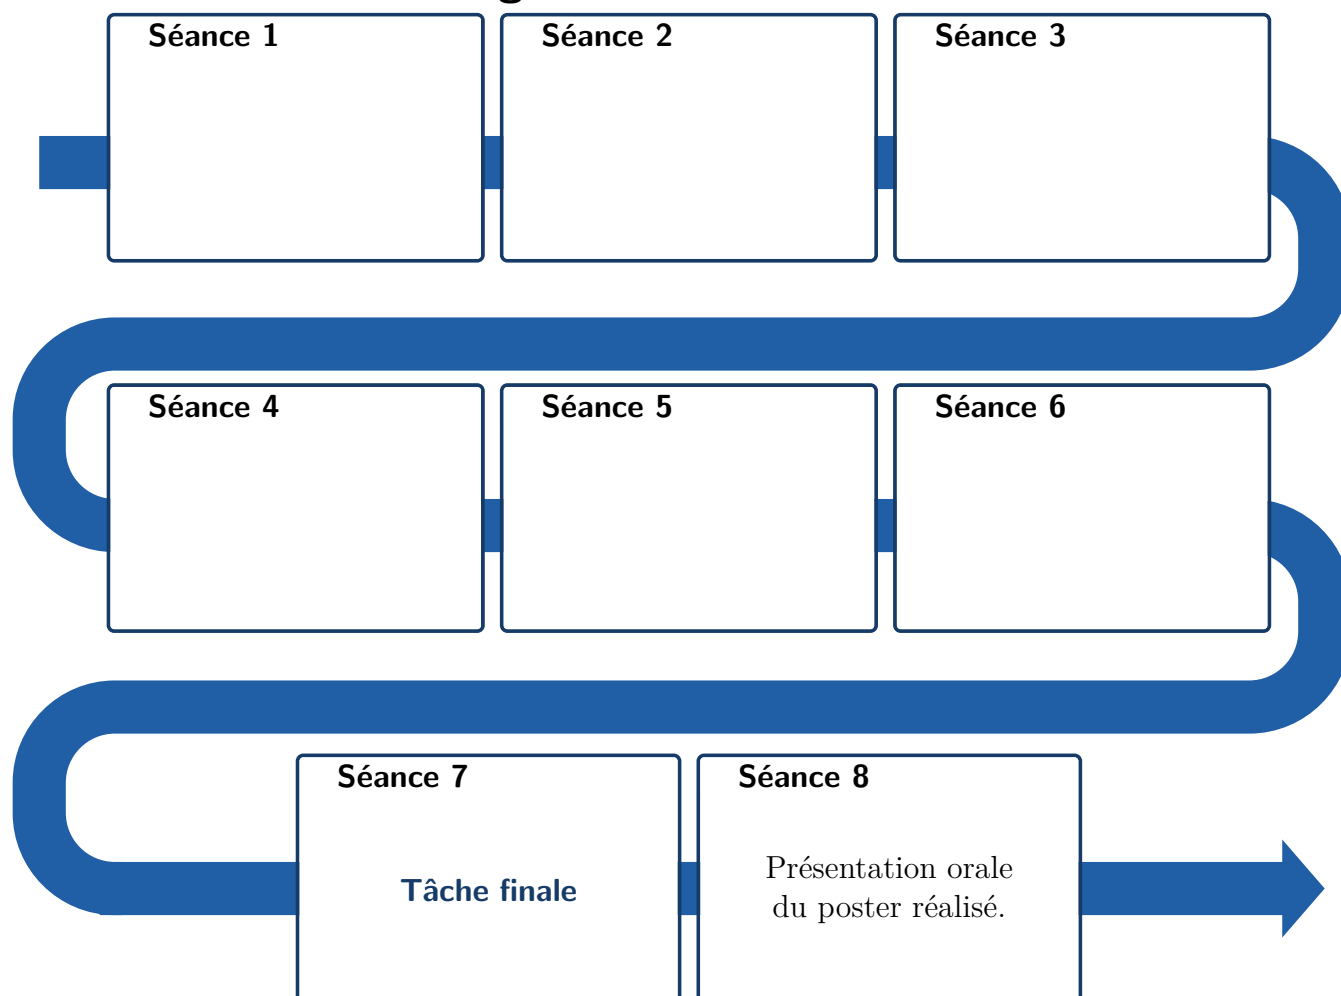 Séance 1
Séance 2
Séance 3
Séance 4
Séance 5
Séance 6
Séance 7
Tâche finale
Séance 8
Présentation orale
du poster réalisé.